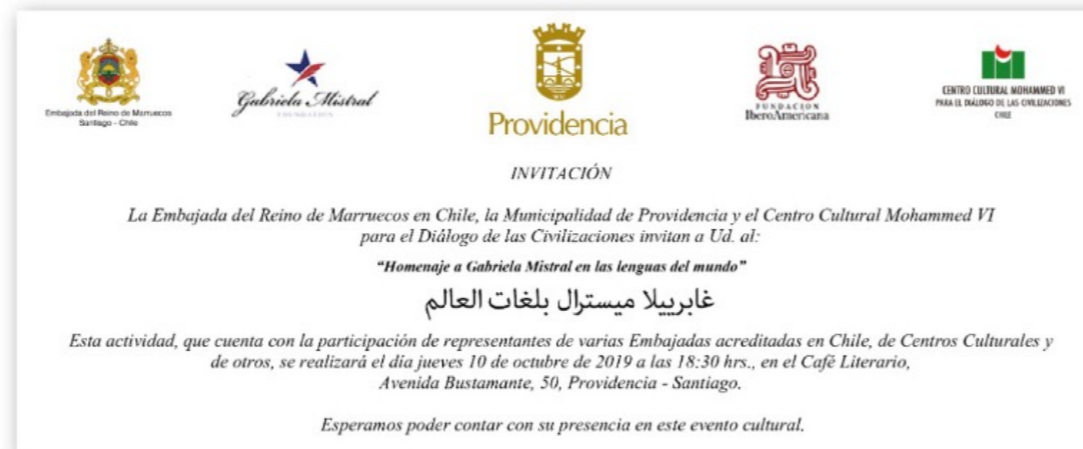 Embajada del Reino de Marruecos
Santiago - Chile
Gabriela Mistral
FOUNDATION
Providencia
FUNDACION
IberoAmericana
CENTRO CULTURAL MOHAMMED VI
PARA EL DIÁLOGO DE LAS CIVILIZACIONES
CHILE
INVITACIÓN
La Embajada del Reino de Marruecos en Chile, la Municipalidad de Providencia y el Centro Cultural Mohammed VI
para el Diálogo de las Civilizaciones invitan a Ud. al:
“Homenaje a Gabriela Mistral en las lenguas del mundo”
غابرييلا ميسترال بلغات العالم
Esta actividad, que cuenta con la participación de representantes de varias Embajadas acreditadas en Chile, de Centros Culturales y
de otros, se realizará el día jueves 10 de octubre de 2019 a las 18:30 hrs., en el Café Literario,
Avenida Bustamante, 50, Providencia - Santiago.
Esperamos poder contar con su presencia en este evento cultural.